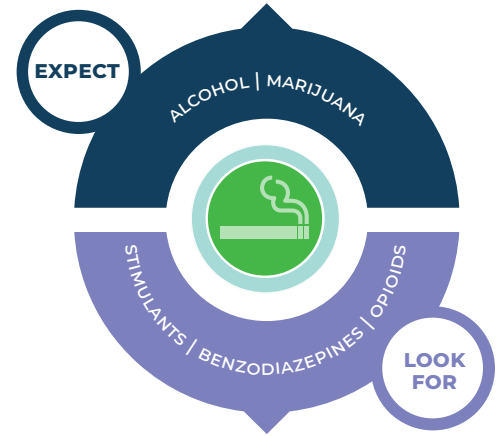 EXPECT
ALCOHOL | MARIJUANA
STIMULANTS | BENZODIAZEPINES | OPIOIDS
LOOK
FOR